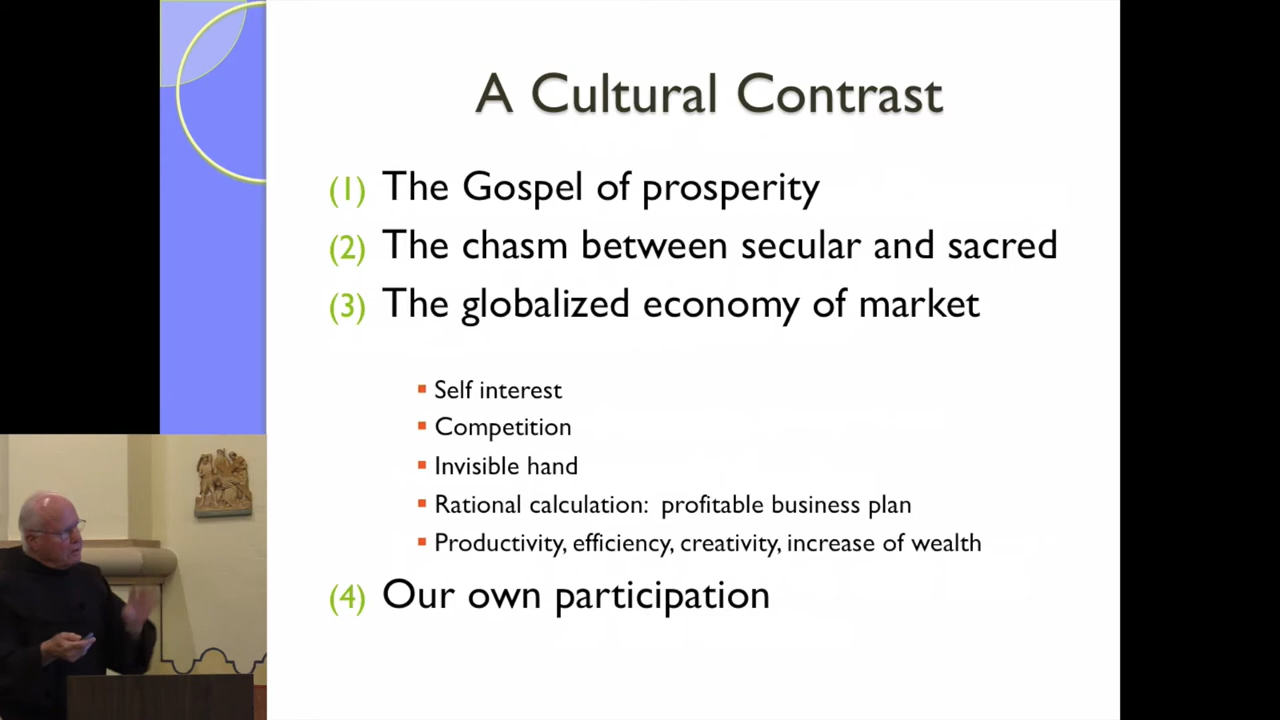 A Cultural Contrast
(1) The Gospel of prosperity
(2) The chasm between secular and sacred
(3) The globalized economy of market
▪ Self interest
▪ Competition
▪ Invisible hand
▪ Rational calculation: profitable business plan
▪ Productivity, efficiency, creativity, increase of wealth
(4) Our own participation